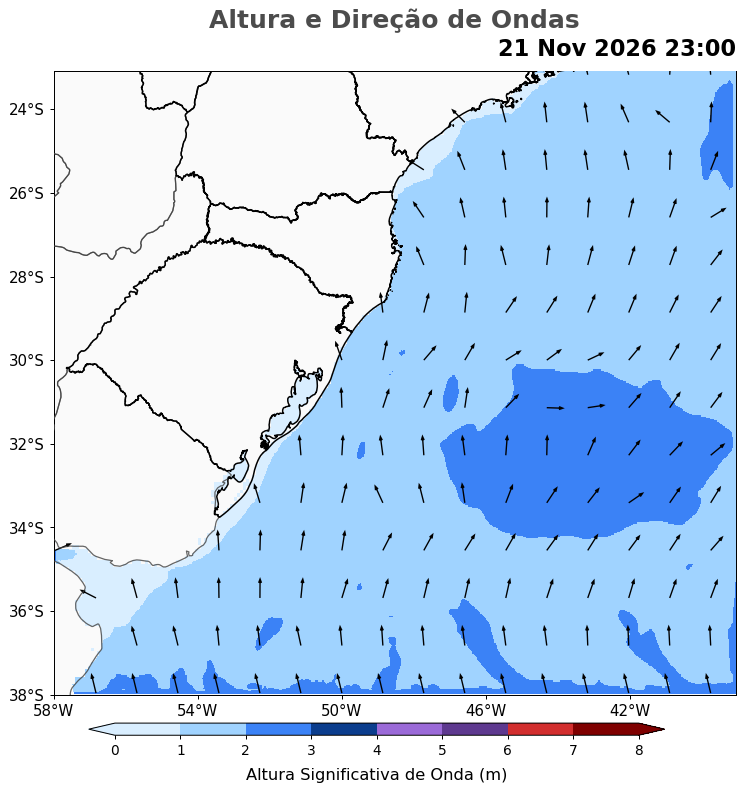 Altura e Direção de Ondas
21 Nov 2026 23:00
24°S
26°S
28°S
30°S
32°S
34°S
36°S
38°S
58°W 54°W 50°W 46°W 42°W
0 1 2 3 4 5 6 7 8
Altura Significativa de Onda (m)